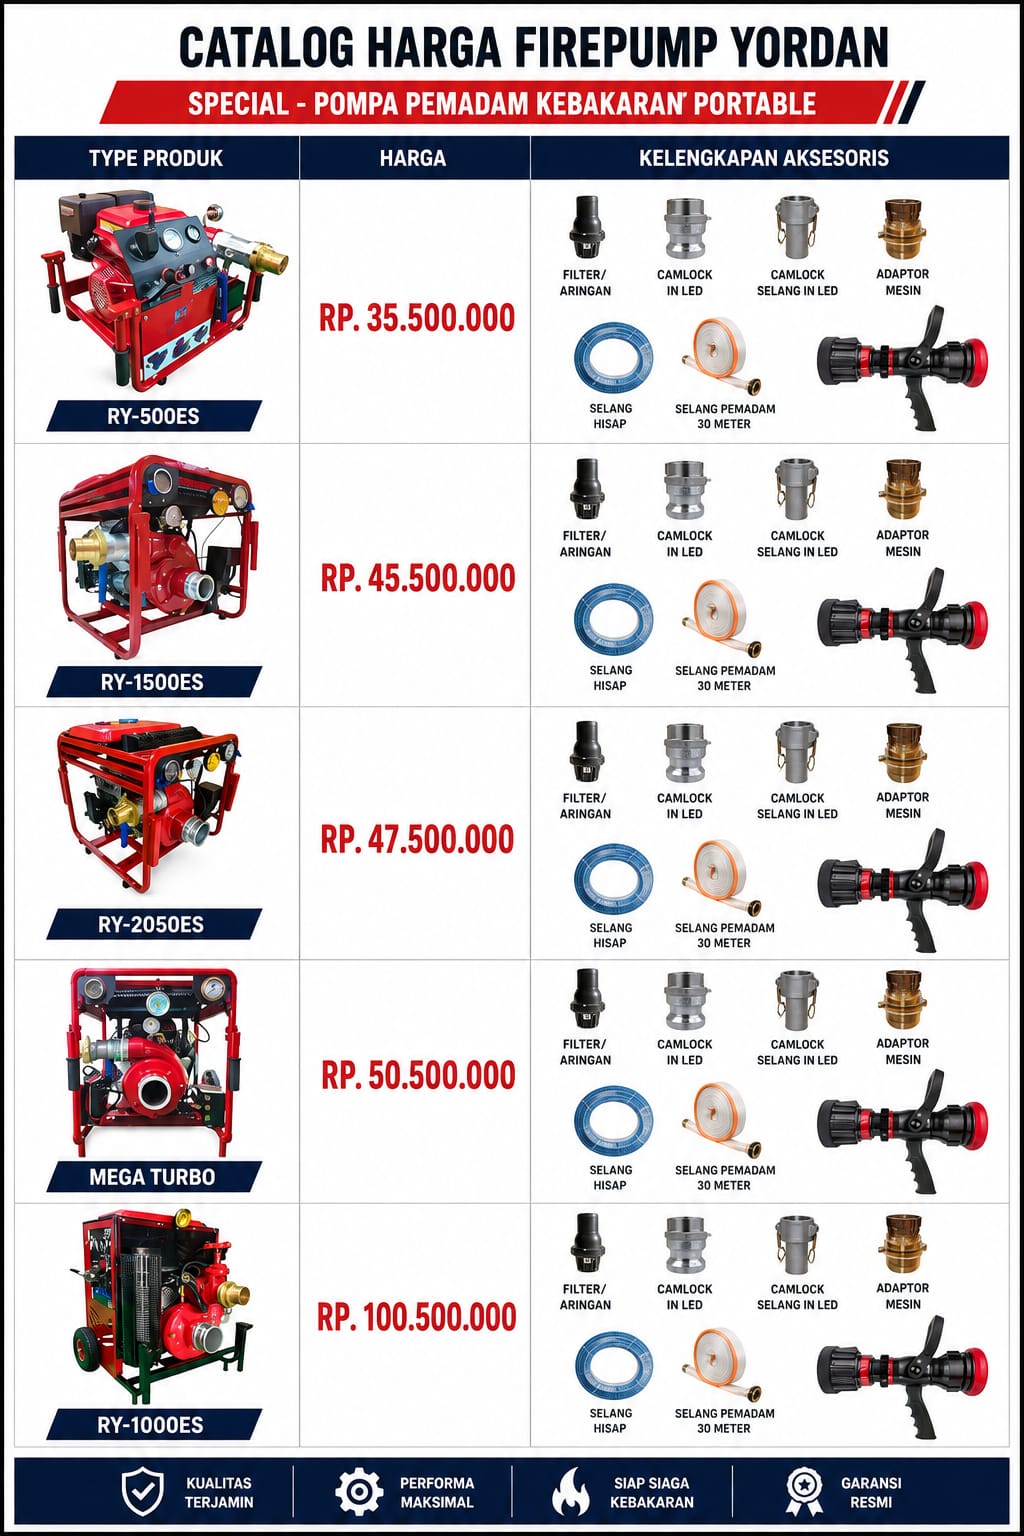 CATALOG HARGA FIREPUMP YORDAN
SPECIAL - POMPA PEMADAM KEBAKARAN' PORTABLE
TYPE PRODUK
HARGA
KELENGKAPAN AKSESORIS
RY-500ES
RP. 35.500.000
FILTER/
ARINGAN
CAMLOCK
IN LED
CAMLOCK
SELANG IN LED
ADAPTOR
MESIN
SELANG
HISAP
SELANG PEMADAM
30 METER
RY-1500ES
RP. 45.500.000
FILTER/
ARINGAN
CAMLOCK
IN LED
CAMLOCK
SELANG IN LED
ADAPTOR
MESIN
SELANG
HISAP
SELANG PEMADAM
30 METER
RY-2050ES
RP. 47.500.000
FILTER/
ARINGAN
CAMLOCK
IN LED
CAMLOCK
SELANG IN LED
ADAPTOR
MESIN
SELANG
HISAP
SELANG PEMADAM
30 METER
MEGA TURBO
RP. 50.500.000
FILTER/
ARINGAN
CAMLOCK
IN LED
CAMLOCK
SELANG IN LED
ADAPTOR
MESIN
SELANG
HISAP
SELANG PEMADAM
30 METER
RY-1000ES
RP. 100.500.000
FILTER/
ARINGAN
CAMLOCK
IN LED
CAMLOCK
SELANG IN LED
ADAPTOR
MESIN
SELANG
HISAP
SELANG PEMADAM
30 METER
KUALITAS
TERJAMIN
PERFORMA
MAKSIMAL
SIAP SIAGA
KEBAKARAN
GARANSI
RESMI